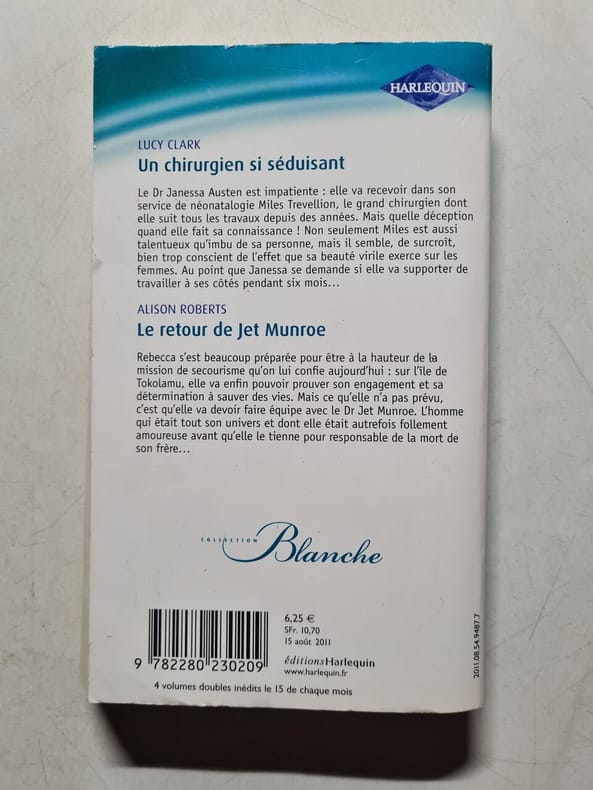 HARLEQUIN
LUCY CLARK
Un chirurgien si séduisant
Le Dr Janessa Austen est impatiente : elle va recevoir dans son
service de néonatalogie Miles Trevellion, le grand chirurgien dont
elle suit tous les travaux depuis des années. Mais quelle déception
quand elle fait sa connaissance ! Non seulement Miles est aussi
talentueux qu'imbu de sa personne, mais il semble, de surcroît,
bien trop conscient de l'effet que sa beauté virile exerce sur les
femmes. Au point que Janessa se demande si elle va supporter de
travailler à ses côtés pendant six mois…
ALISON ROBERTS
Le retour de Jet Munroe
Rebecca s'est beaucoup préparée pour être à la hauteur de la
mission de secourisme qu'on lui confie aujourd'hui : sur l'île de
Tokolamu, elle va enfin pouvoir prouver son engagement et sa
détermination à sauver des vies. Mais ce qu'elle n'a pas prévu,
c'est qu'elle va devoir faire équipe avec le Dr Jet Munroe. L'homme
qui était tout son univers et dont elle était autrefois follement
amoureuse avant qu'elle le tienne pour responsable de la mort de
son frère…
COLLECTION
Blanche
6,25 €
SFr. 10,70
15 août 2011
éditions Harlequin
www.harlequin.fr
9 782280 230209
4 volumes doubles inédits le 15 de chaque mois
2011.08.54.9487.7